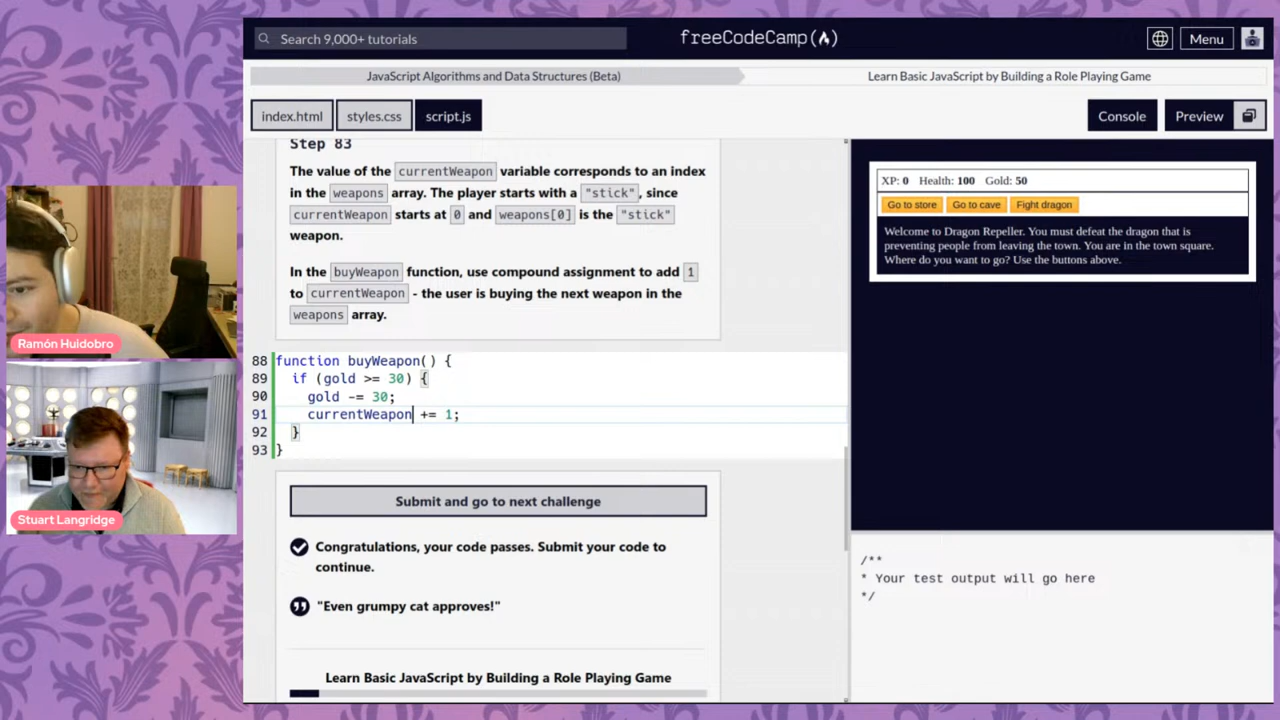 Search 9,000+ tutorials
freeCodeCamp
Menu
JavaScript Algorithms and Data Structures (Beta)
Learn Basic JavaScript by Building a Role Playing Game
index.html
styles.css
script.js
Console
Preview
Step 83
The value of the currentWeapon variable corresponds to an index
in the weapons array. The player starts with a "stick", since
currentWeapon starts at 0 and weapons[0] is the "stick"
weapon.
In the buyWeapon function, use compound assignment to add 1
to currentWeapon - the user is buying the next weapon in the
weapons array.
88 function buyWeapon() {
89 if (gold >= 30) {
90 gold -= 30;
91 currentWeapon += 1;
92 }
93 }
Submit and go to next challenge
Congratulations, your code passes. Submit your code to
continue.
"Even grumpy cat approves!"
Learn Basic JavaScript by Building a Role Playing Game
XP: 0 Health: 100 Gold: 50
Go to store
Go to cave
Fight dragon
Welcome to Dragon Repeller. You must defeat the dragon that is
preventing people from leaving the town. You are in the town square.
Where do you want to go? Use the buttons above.
/**
* Your test output will go here
*/
Ramón Huidobro
Stuart Langridge